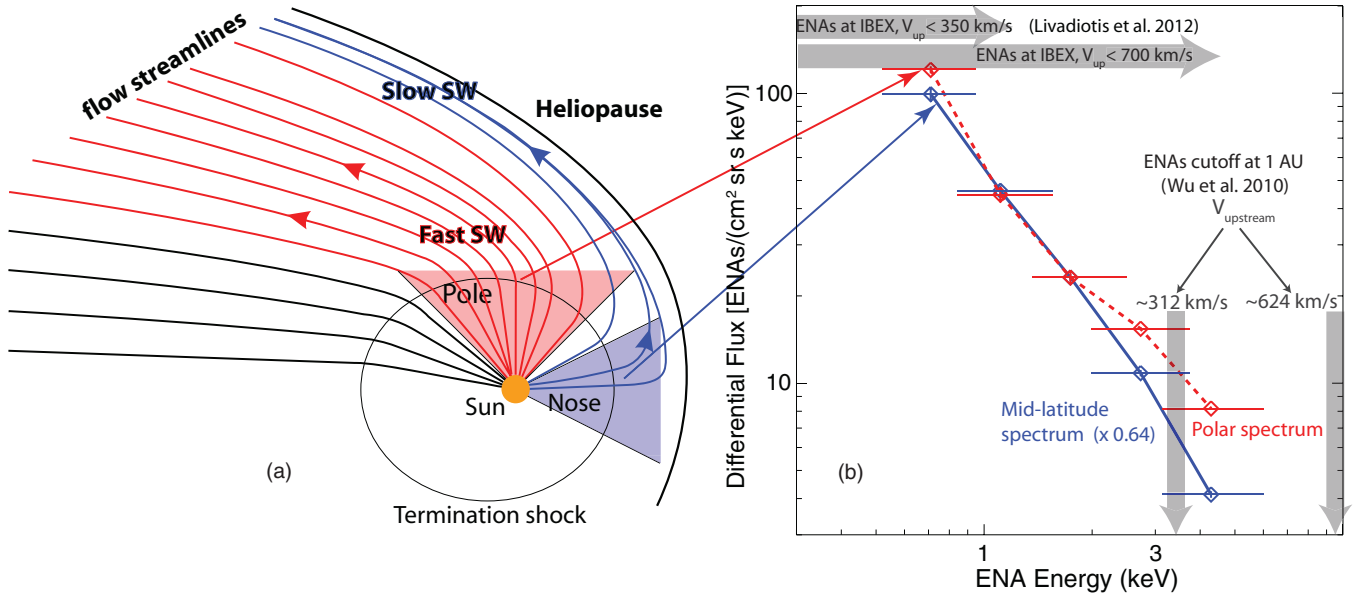 flow streamlines
Slow SW
Heliopause
Fast SW
Pole
Sun
Nose
(a)
Termination shock
ENAs at IBEX, Vup< 350 km/s (Livadiotis et al. 2012)
ENAs at IBEX, Vup< 700 km/s
Differential Flux [ENAs/(cm² sr s keV)]
100
10
ENAs cutoff at 1 AU
(Wu et al. 2010)
Vupstream
~312 km/s
~624 km/s
Mid-latitude
spectrum (x 0.64)
Polar spectrum
(b)
1
3
ENA Energy (keV)